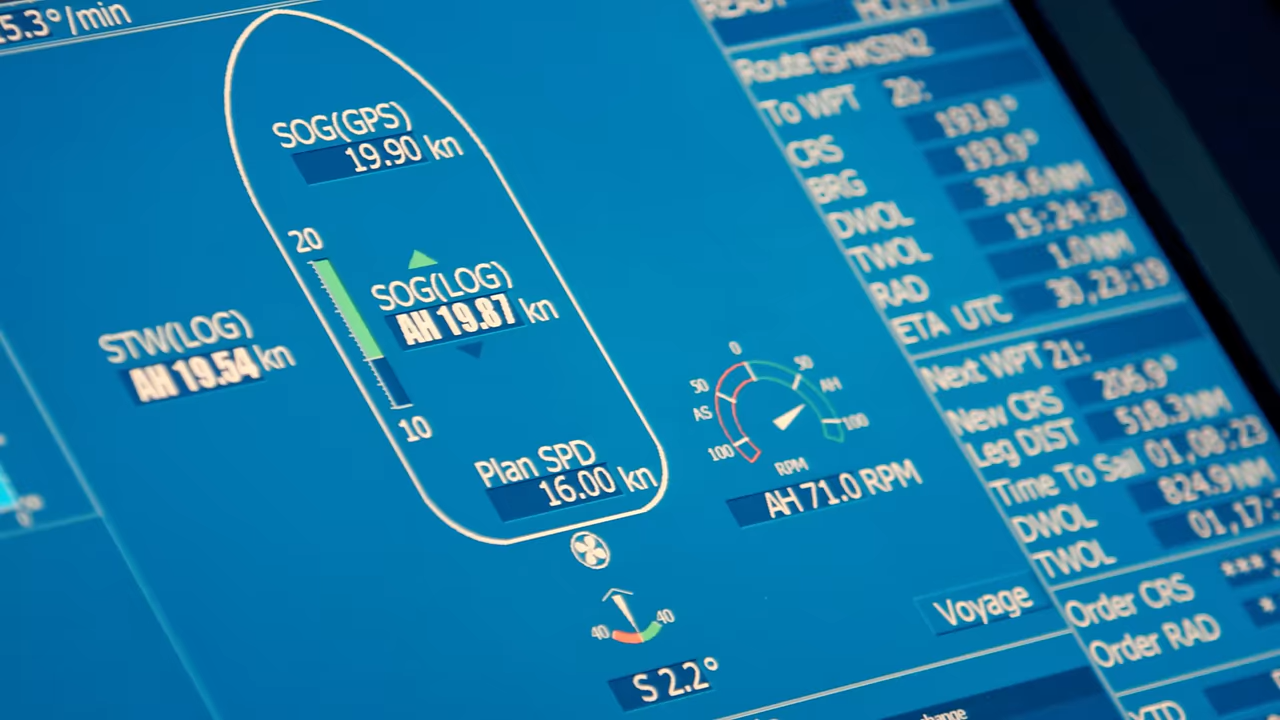 5.3°/min
SOG(GPS)
19.90 kn
20
SOG(LOG)
AH 19.87 kn
STW(LOG)
AH 19.54 kn
10
Plan SPD
16.00 kn
0
50
50
AS
AH
100
100
RPM
AH 71.0 RPM
40
40
S 2.2°
Voyage
READY
Route
To WPT 20:
CRS 193.8°
BRG 193.9°
DWOL 306.6NM
TWOL 15:24:20
RAD 1.0NM
ETA UTC 30,23:19
Next WPT 21:
New CRS 206.9°
Leg DIST 518.3NM
Time To Sail 01,08:23
DWOL 824.9NM
TWOL 01,17:
Order CRS ***
Order RAD *